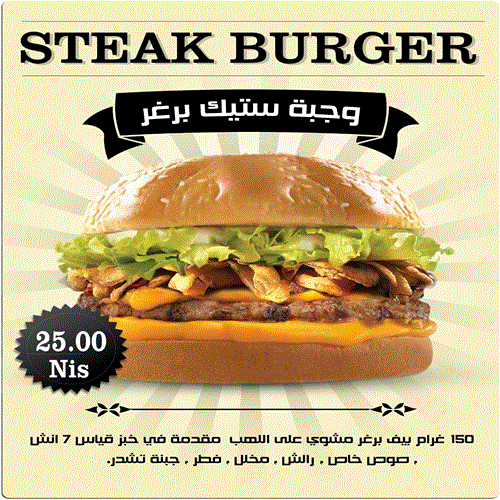 STEAK BURGER
وجبة ستيك برغر
25.00
Nis
150 غرام بيف برغر مشوي على اللهب مقدمة في خبز قياس 7 انش
, صوص خاص , رالش , مخلل , فطر , جبنة تشدر.